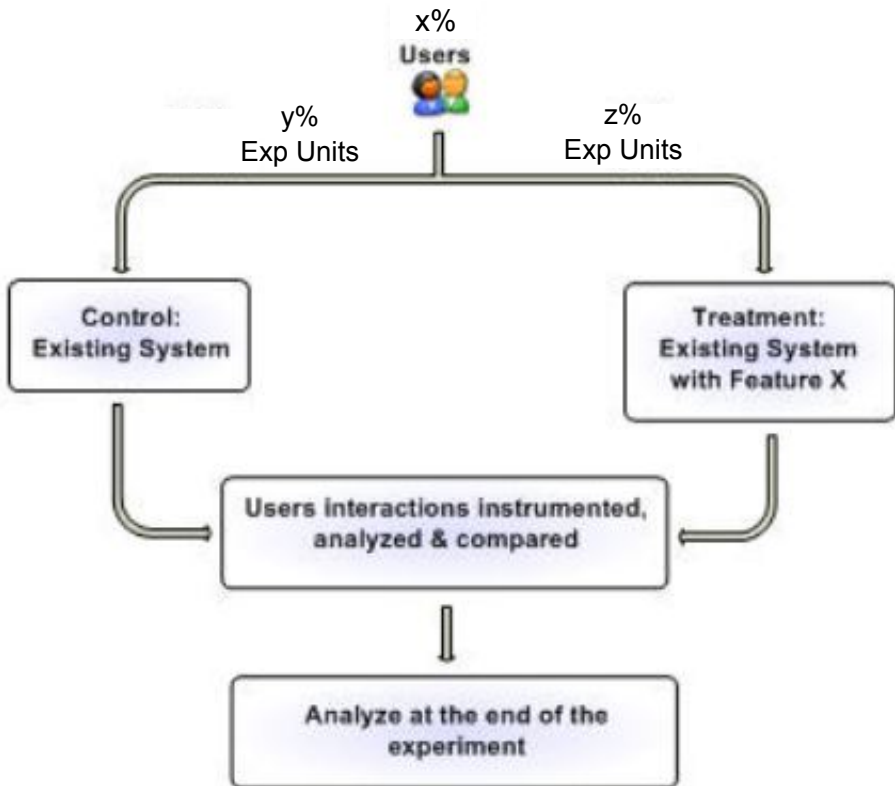 x%
Users
y%
Exp Units
z%
Exp Units
Control:
Existing System
Treatment:
Existing System
with Feature X
Users interactions instrumented,
analyzed & compared
Analyze at the end of the
experiment